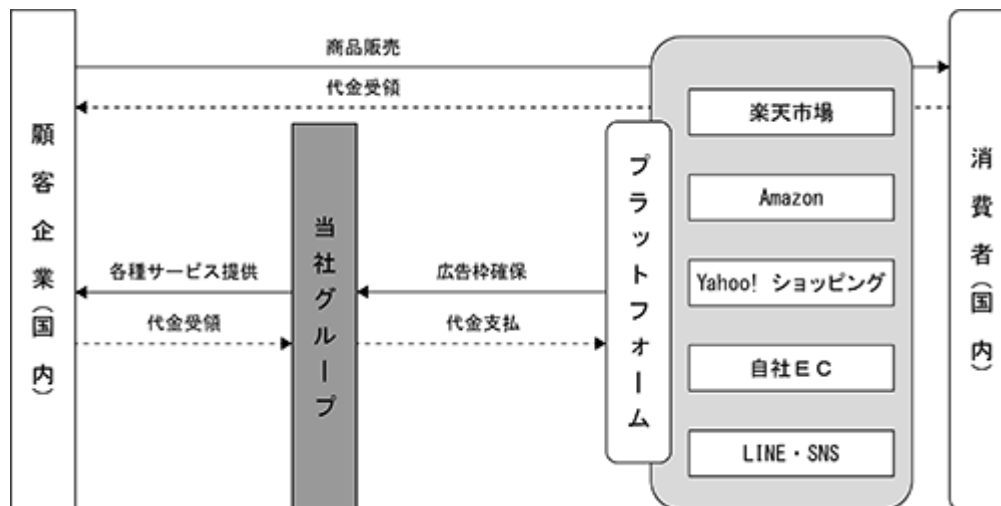 商品販売
代金受領
顧客企業(国内)
当社グループ
プラットフォーム
楽天市場
Amazon
Yahoo! ショッピング
自社EC
LINE・SNS
消費者(国内)
各種サービス提供
広告枠確保
代金受領
代金支払